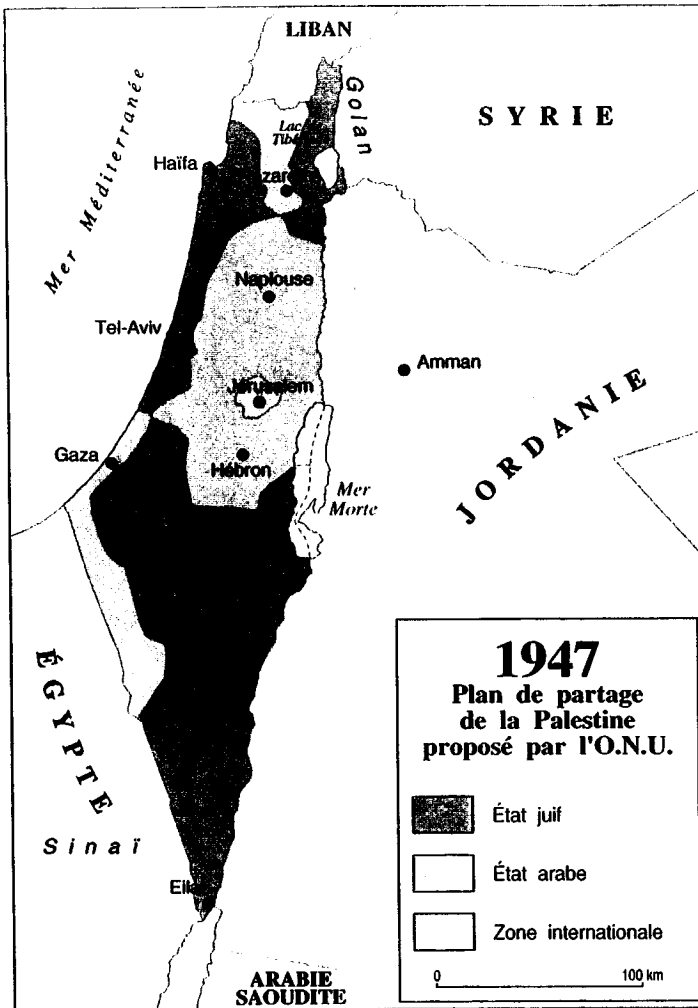 LIBAN
Mer Méditerranée
Golan
SYRIE
Lac
Haïfa
Naplouse
Tel-Aviv
Amman
Jérusalem
JORDANIE
Gaza
Hébron
Mer
Morte
ÉGYPTE
Sinaï
ARABIE
SAOUDITE
1947
Plan de partage
de la Palestine
proposé par l'O.N.U.
État juif
État arabe
Zone internationale
0 100 km